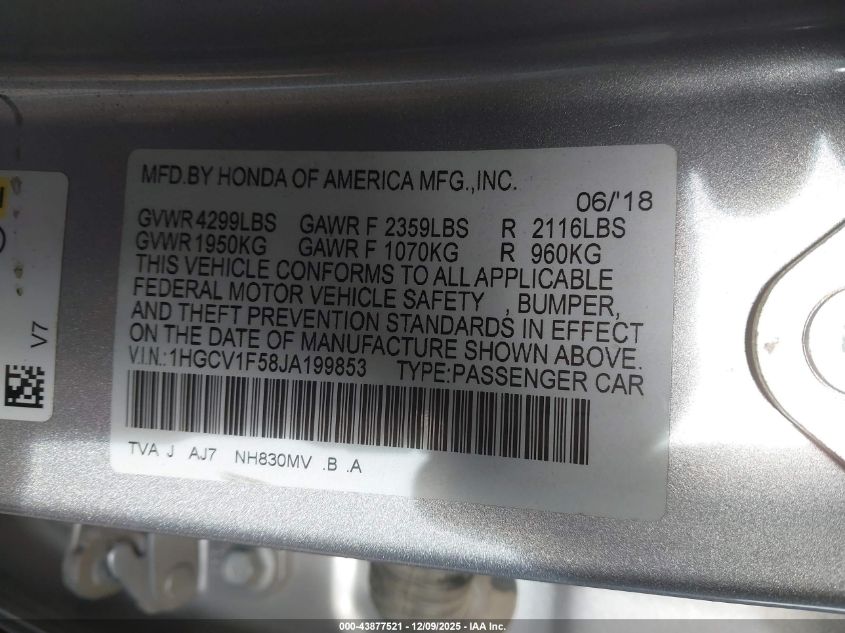 MFD.BY HONDA OF AMERICA MFG.,INC.
06/'18
GVWR 4299LBS GAWR F 2359LBS R 2116LBS
GVWR 1950KG GAWR F 1070KG R 960KG
THIS VEHICLE CONFORMS TO ALL APPLICABLE
FEDERAL MOTOR VEHICLE SAFETY , BUMPER,
AND THEFT PREVENTION STANDARDS IN EFFECT
ON THE DATE OF MANUFACTURE SHOWN ABOVE.
V.I.N.:1HGCV1F58JA199853 TYPE:PASSENGER CAR
TVA J AJ7 NH830MV .B .A
V7
000-43877521 - 12/09/2025 - IAA Inc.